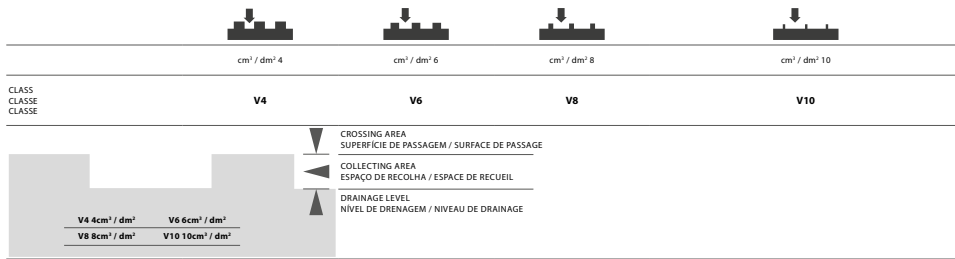 cm³ / dm² 4 cm³ / dm² 6 cm³ / dm² 8 cm³ / dm² 10
CLASS
CLASSE
CLASSE
V4 V6 V8 V10
CROSSING AREA
SUPERFÍCIE DE PASSAGEM / SURFACE DE PASSAGE
COLLECTING AREA
ESPAÇO DE RECOLHA / ESPACE DE RECUEIL
DRAINAGE LEVEL
NÍVEL DE DRENAGEM / NIVEAU DE DRAINAGE
V4 4cm³ / dm² V6 6cm³ / dm²
V8 8cm³ / dm² V10 10cm³ / dm²